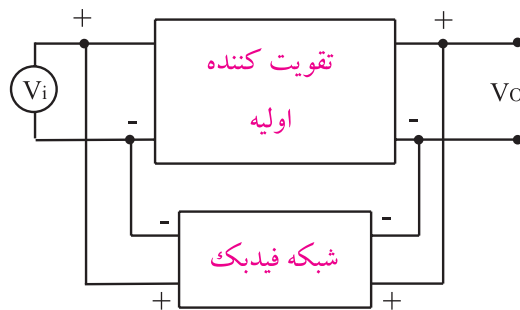 + +
تقویت کننده
Vi
VO
اولیه
- -
- -
شبکه فیدبک
+ +